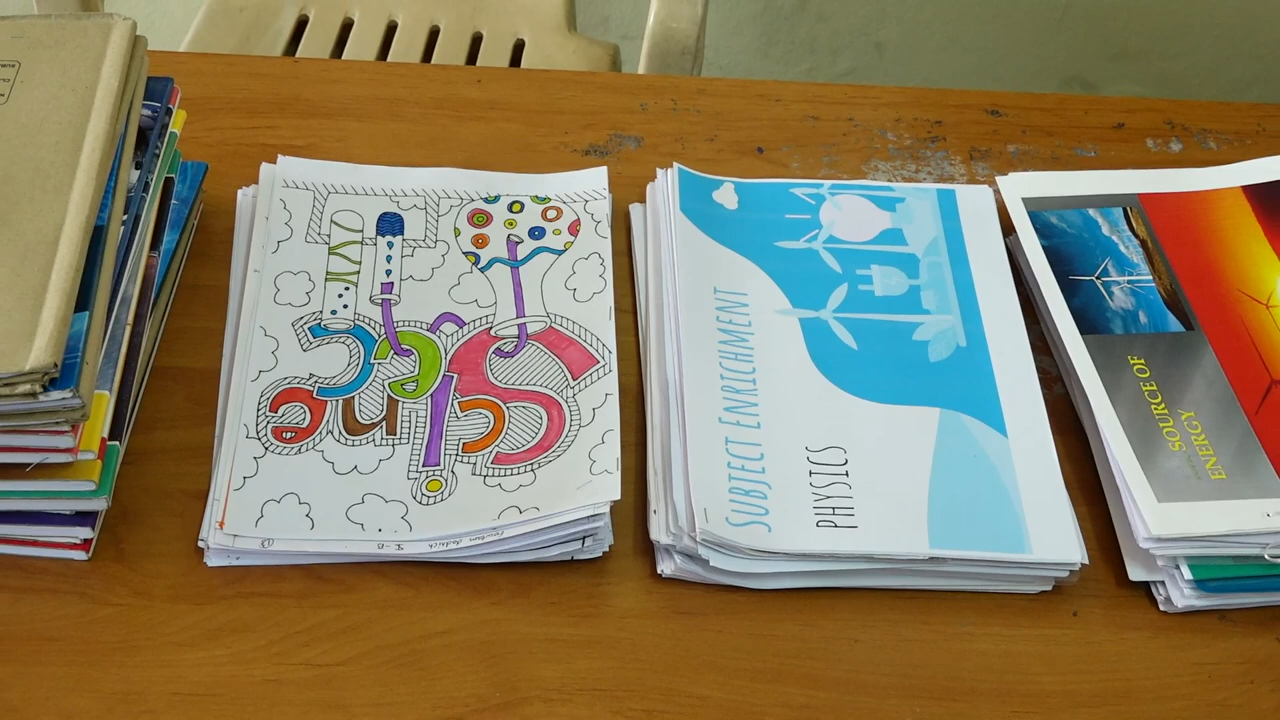 Science
SUBJECT ENRICHMENT
PHYSICS
SOURCE OF
ENERGY